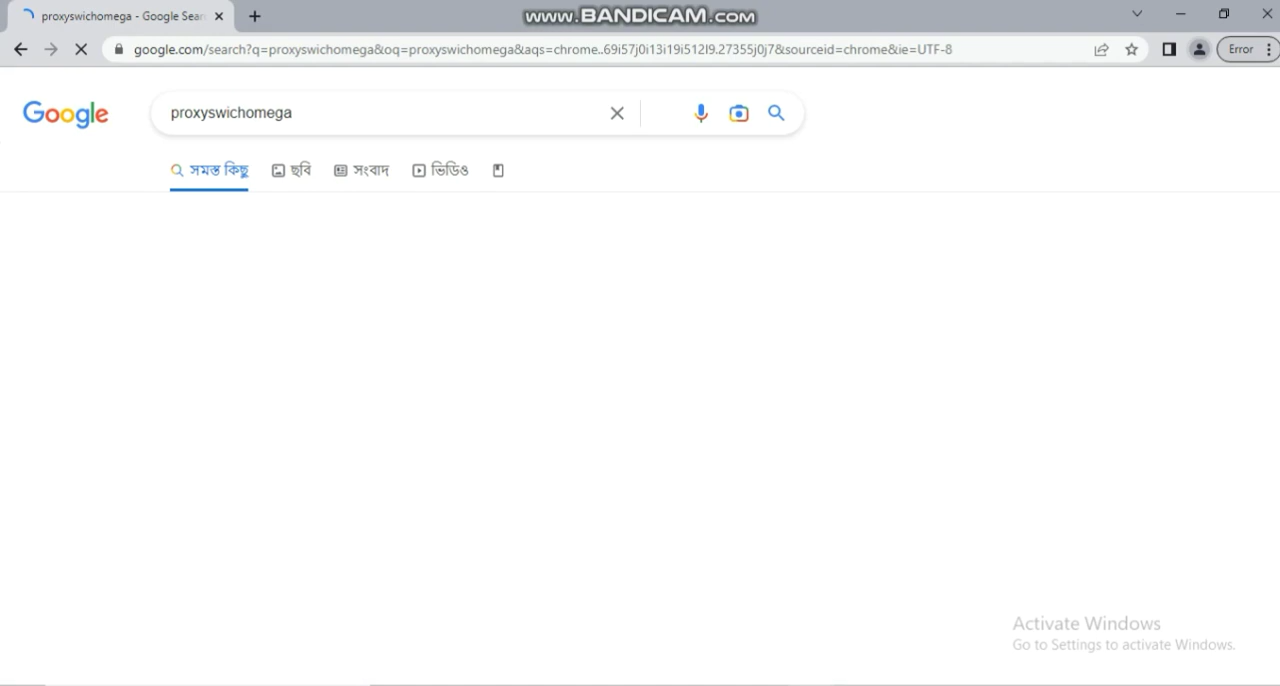 proxyswichomega - Google Sear
www.BANDICAM.com
google.com/search?q=proxyswichomega&oq=proxyswichomega&aqs=chrome..69i57j0i13i19i512l9.27355j0j7&sourceid=chrome&ie=UTF-8
Error
Google
proxyswichomega
সমস্ত কিছু ছবি সংবাদ ভিডিও
Activate Windows
Go to Settings to activate Windows.